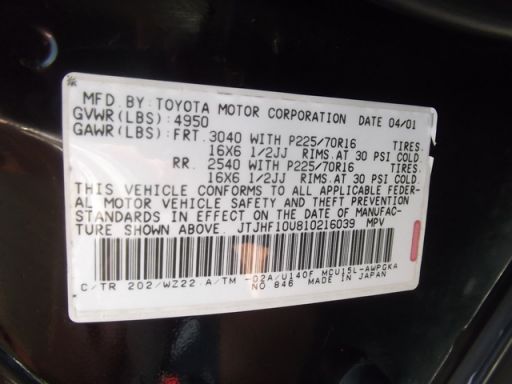 MFD.BY:TOYOTA MOTOR CORPORATION DATE 04/01
GVWR(LBS):4950
GAWR(LBS):FRT.3040 WITH P225/70R16 TIRES.
16X6 1/2JJ RIMS.AT 30 PSI COLD.
RR. 2540 WITH P225/70R16 TIRES.
16X6 1/2JJ RIMS.AT 30 PSI COLD.
THIS VEHICLE CONFORMS TO ALL APPLICABLE FEDER-
AL MOTOR VEHICLE SAFETY AND THEFT PREVENTION
STANDARDS IN EFFECT ON THE DATE OF MANUFAC-
TURE SHOWN ABOVE. JTJHF10U810216039 MPV
C/TR 202/WZ22 A/TM -02A/U140F MCU15L-AWPGKA
NO 846 MADE IN JAPAN